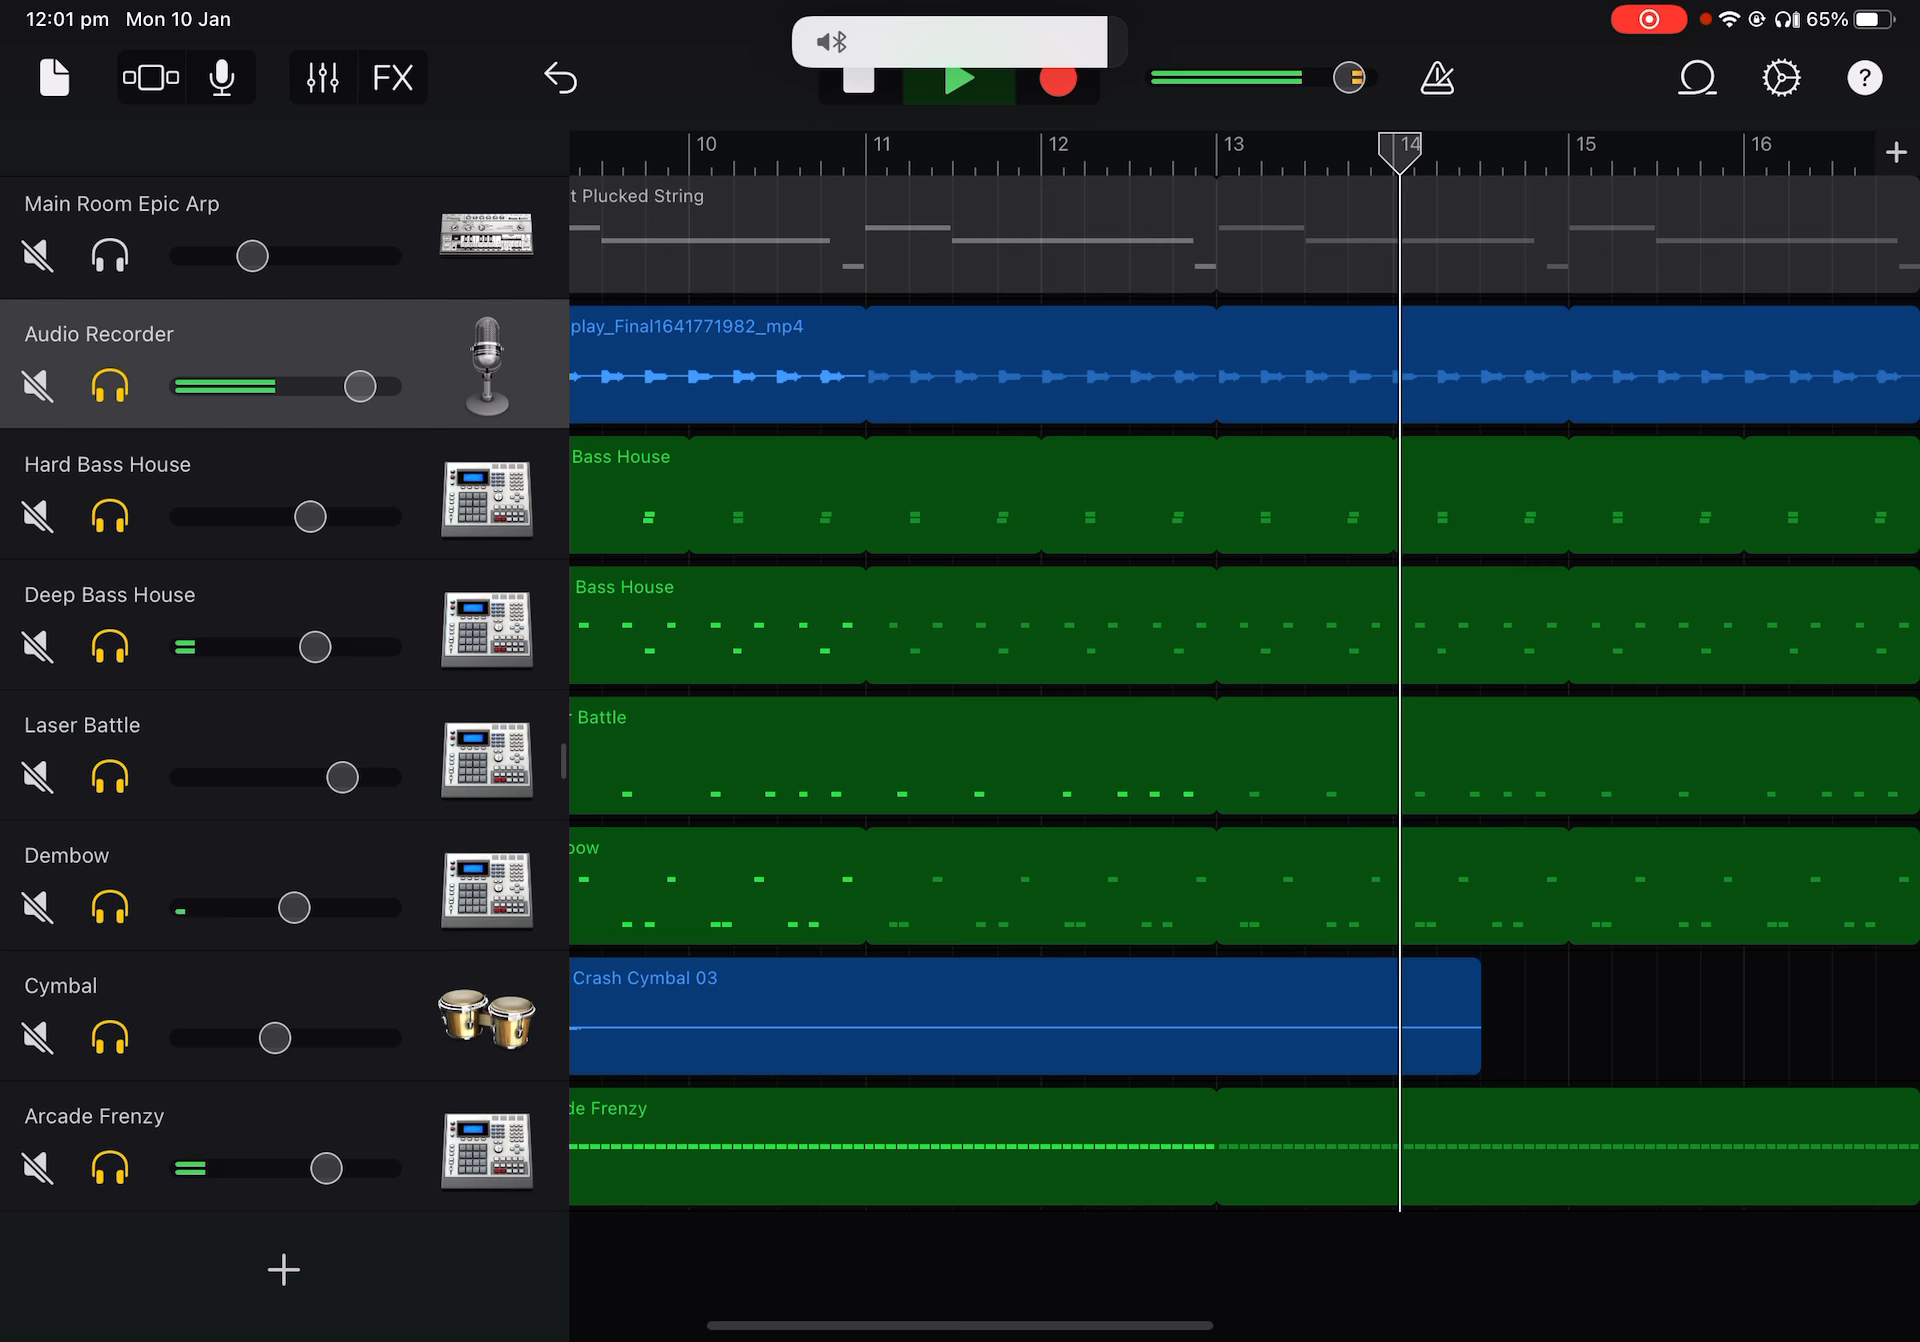 12:01 pm Mon 10 Jan
65%
FX
?
10 11 12 13 14 15 16
Main Room Epic Arp
t Plucked String
Audio Recorder
play_Final1641771982_mp4
Hard Bass House
Bass House
Deep Bass House
Bass House
Laser Battle
r Battle
Dembow
bow
Cymbal
Crash Cymbal 03
Arcade Frenzy
de Frenzy